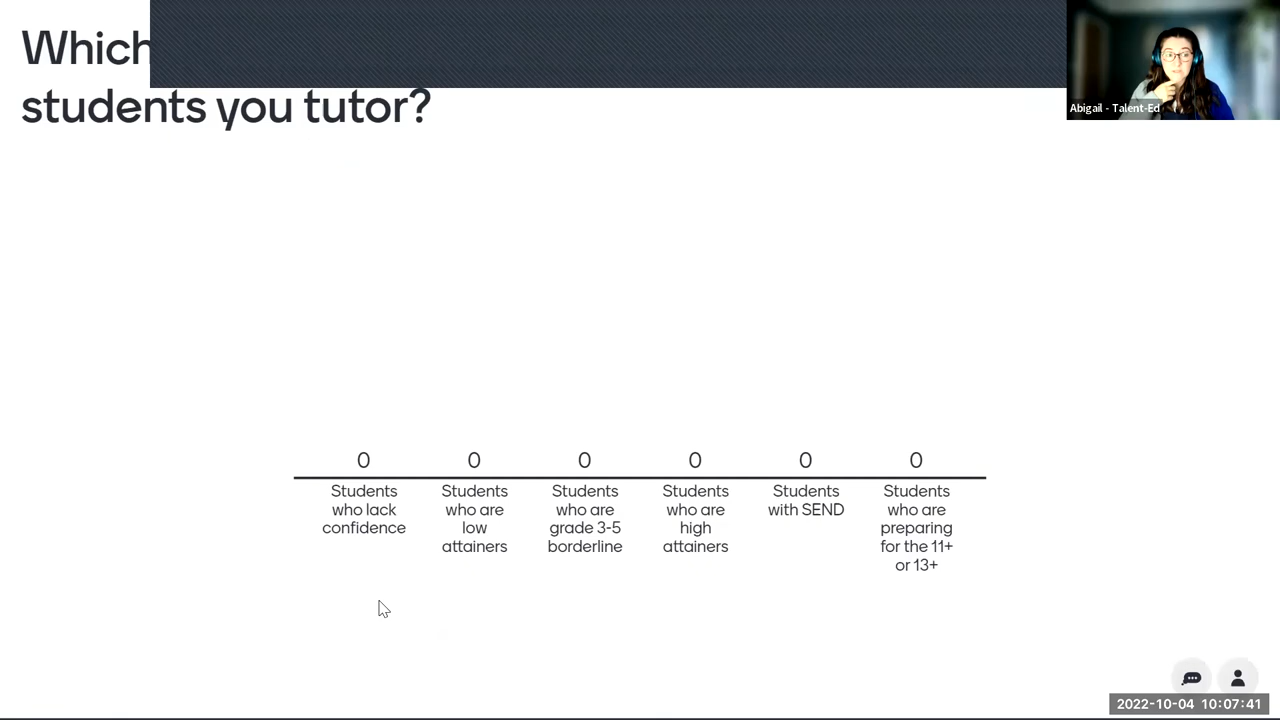 Which
students you tutor?
Abigail - Talent-Ed
0 0 0 0 0 0
Students who lack confidence
Students who are low attainers
Students who are grade 3-5 borderline
Students who are high attainers
Students with SEND
Students who are preparing for the 11+ or 13+
2022-10-04 10:07:41